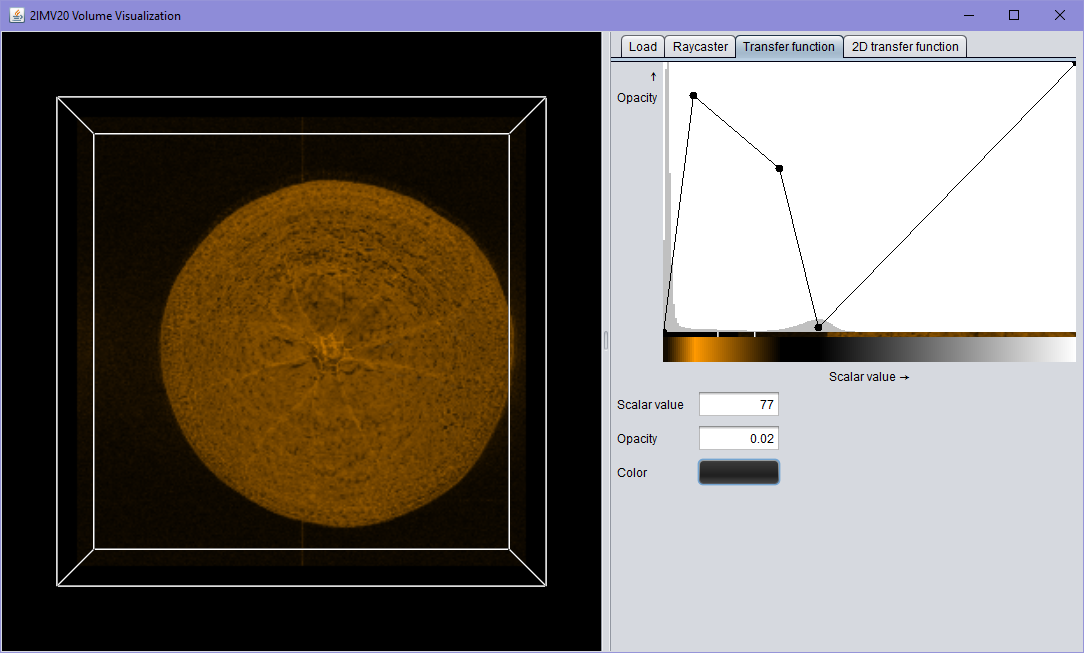 2IMV20 Volume Visualization
Load Raycaster Transfer function 2D transfer function
↑
Opacity
Scalar value →
Scalar value 77
Opacity 0.02
Color